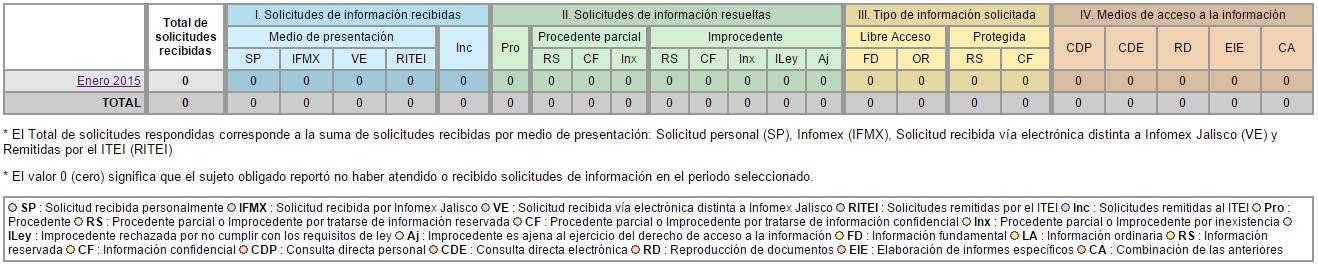 Total de solicitudes recibidas
I. Solicitudes de información recibidas
II. Solicitudes de información resueltas
III. Tipo de información solicitada
IV. Medios de acceso a la información
Medio de presentación
Inc
Pro
Procedente parcial
Improcedente
Libre Acceso
Protegida
CDP CDE RD EIE CA
SP IFMX VE RITEI
RS CF Inx RS CF Inx ILey Aj FD OR RS CF
Enero 2015 0 0 0 0 0 0 0 0 0 0 0 0 0 0 0 0 0 0 0 0 0 0 0 0
TOTAL 0 0 0 0 0 0 0 0 0 0 0 0 0 0 0 0 0 0 0 0 0 0 0 0
* El Total de solicitudes respondidas corresponde a la suma de solicitudes recibidas por medio de presentación: Solicitud personal (SP), Infomex (IFMX), Solicitud recibida vía electrónica distinta a Infomex Jalisco (VE) y
Remitidas por el ITEI (RITEI)
* El valor 0 (cero) significa que el sujeto obligado reportó no haber atendido o recibido solicitudes de información en el periodo seleccionado.
SP : Solicitud recibida personalmente IFMX : Solicitud recibida por Infomex Jalisco VE : Solicitud recibida vía electrónica distinta a Infomex Jalisco RITEI : Solicitudes remitidas por el ITEI Inc : Solicitudes remitidas al ITEI Pro :
Procedente RS : Procedente parcial o Improcedente por tratarse de información reservada CF : Procedente parcial o Improcedente por tratarse de información confidencial Inx : Procedente parcial o Improcedente por inexistencia
ILey : Improcedente rechazada por no cumplir con los requisitos de ley Aj : Improcedente es ajena al ejercicio del derecho de acceso a la información FD : Información fundamental LA : Información ordinaria RS : Información
reservada CF : Información confidencial CDP : Consulta directa personal CDE : Consulta directa electrónica RD : Reproducción de documentos EIE : Elaboración de informes específicos CA : Combinación de las anteriores